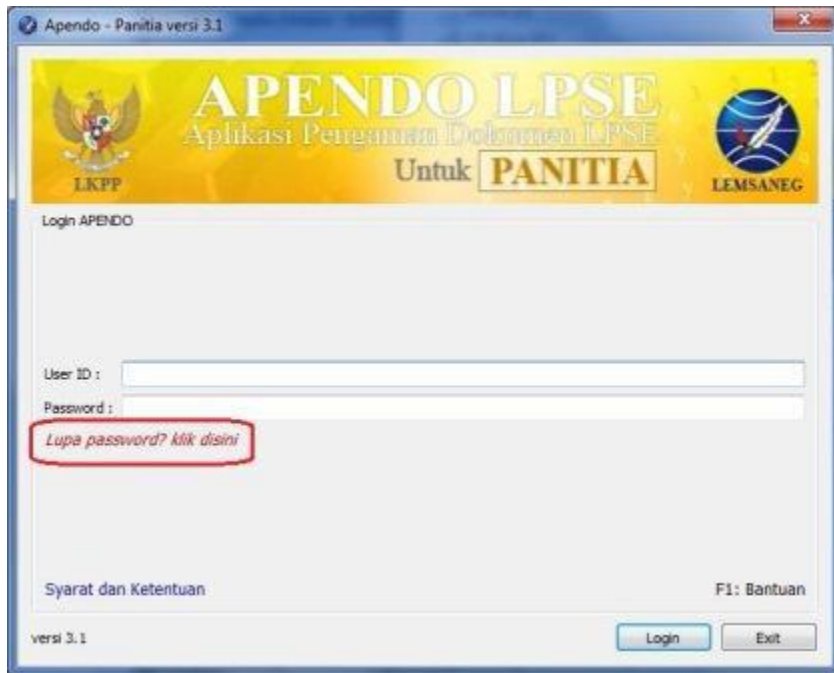 Apendo - Panitia versi 3.1
APENDO LPSE
Aplikasi Pengaman Dokumen LPSE
Untuk PANITIA
LKPP
LEMSANEG
Login APENDO
User ID :
Password :
Lupa password? klik disini
Syarat dan Ketentuan
F1: Bantuan
versi 3.1
Login
Exit